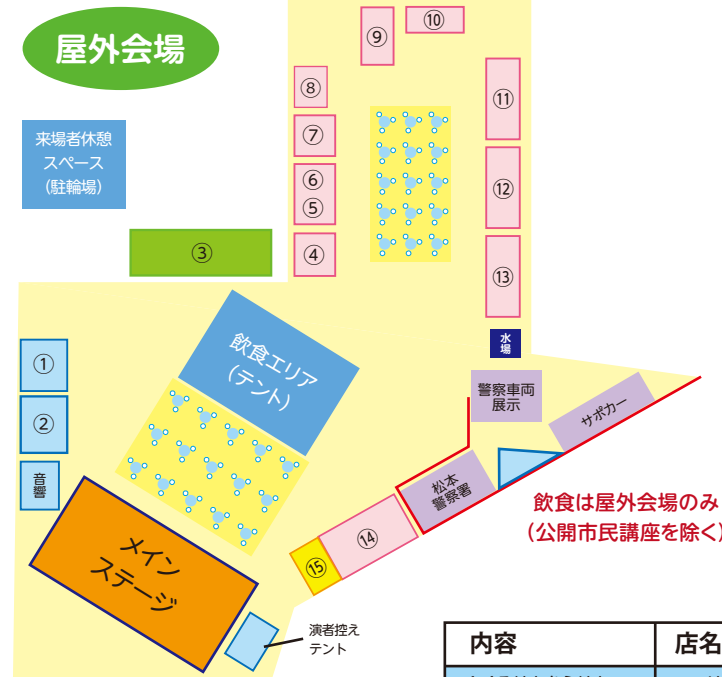 屋外会場
⑨
⑩
⑧
⑪
来場者休憩
スペース
(駐輪場)
⑦
⑥
⑤
⑫
③
④
⑬
水場
①
②
音響
飲食エリア
(テント)
警察車両
展示
サポカー
松本
警察署
飲食は屋外会場のみ
(公開市民講座を除く)
メイン
ステージ
⑮
⑭
演者控え
テント
内容
店名